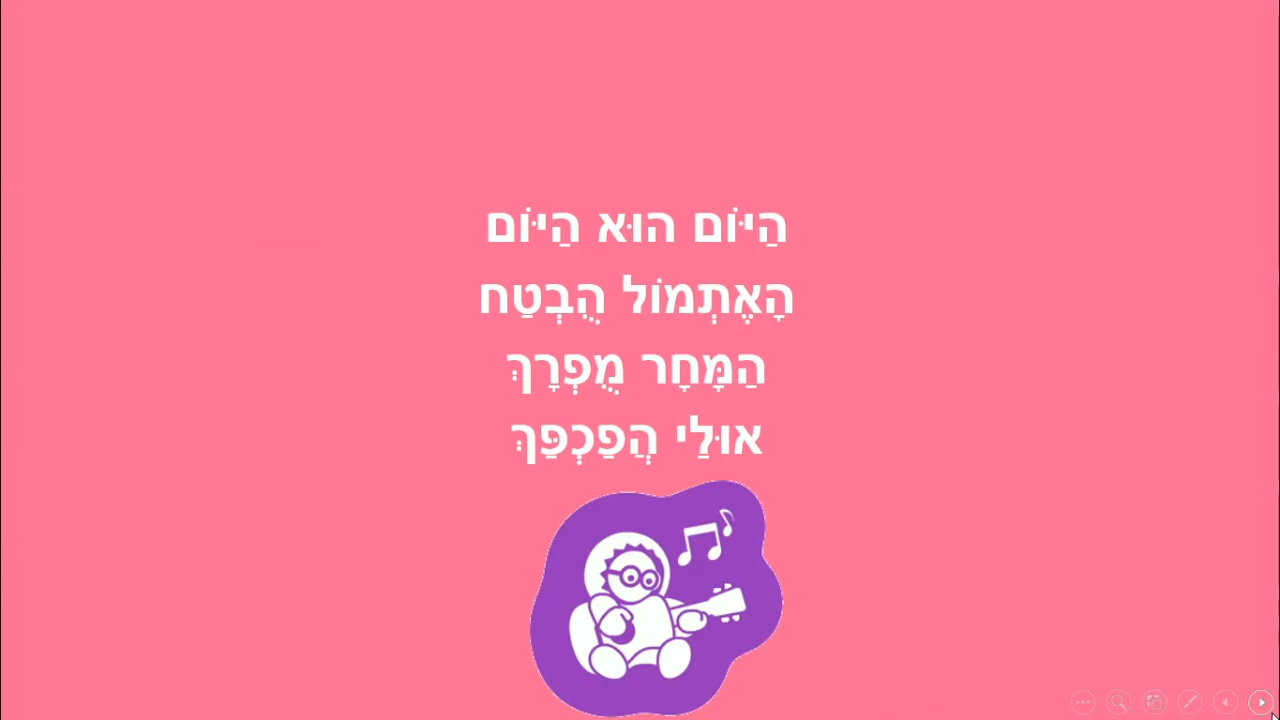 הַיּוֹם הוּא הַיּוֹם
הָאֶתְמוֹל הֻבְטַח
הַמָּחָר מֻפְרָךְ
אוּלַי הֲפַכְפַּךְ